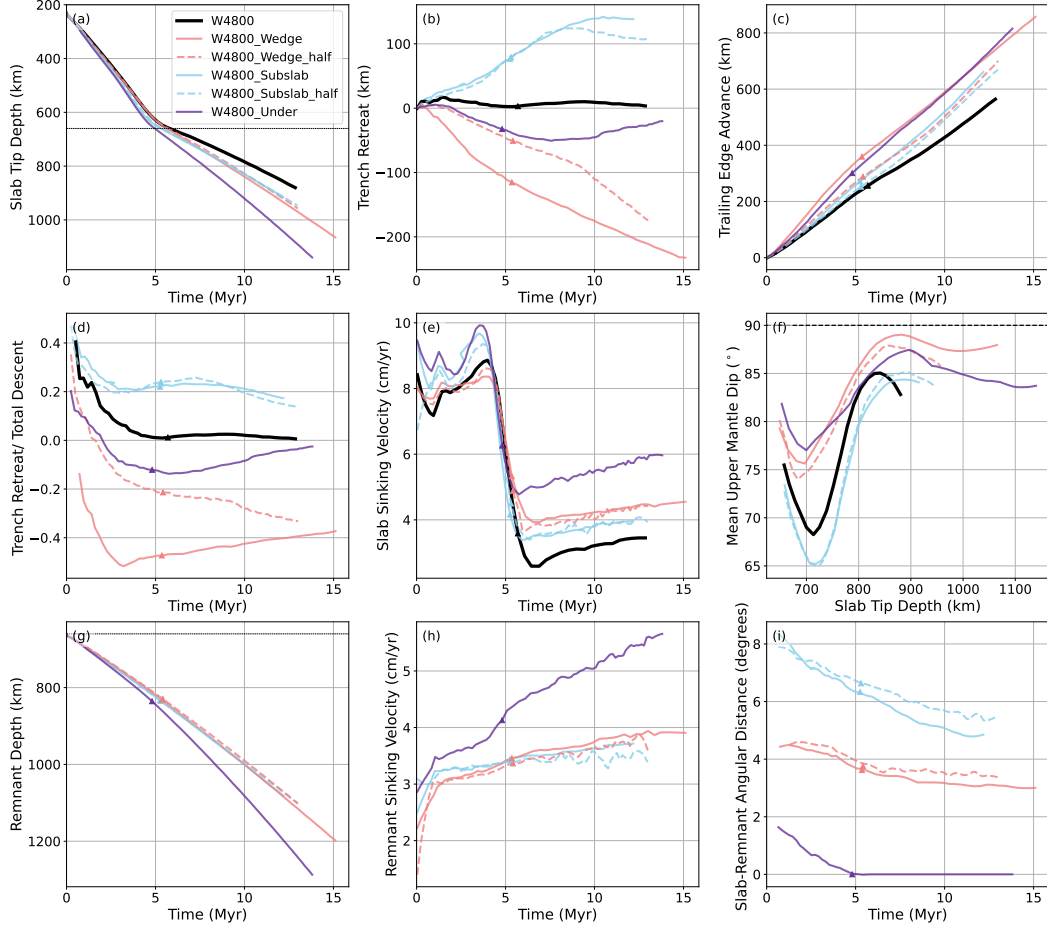 (a)
W4800
W4800_Wedge
W4800_Wedge_half
W4800_Subslab
W4800_Subslab_half
W4800_Under
200
400
600
800
1000
Slab Tip Depth (km)
0
5
10
15
Time (Myr)
(b)
100
0
−100
−200
Trench Retreat (km)
0
5
10
15
Time (Myr)
(c)
800
600
400
200
0
Trailing Edge Advance (km)
0
5
10
15
Time (Myr)
(d)
0.4
0.2
0.0
−0.2
−0.4
Trench Retreat/ Total Descent
0
5
10
15
Time (Myr)
(e)
10
8
6
4
Slab Sinking Velocity (cm/yr)
0
5
10
15
Time (Myr)
(f)
90
85
80
75
70
65
Mean Upper Mantle Dip (°)
700
800
900
1000
1100
Slab Tip Depth (km)
(g)
800
1000
1200
Remnant Depth (km)
0
5
10
15
Time (Myr)
(h)
5
4
3
2
Remnant Sinking Velocity (cm/yr)
0
5
10
15
Time (Myr)
(i)
8
6
4
2
0
Slab-Remnant Angular Distance (degrees)
0
5
10
15
Time (Myr)